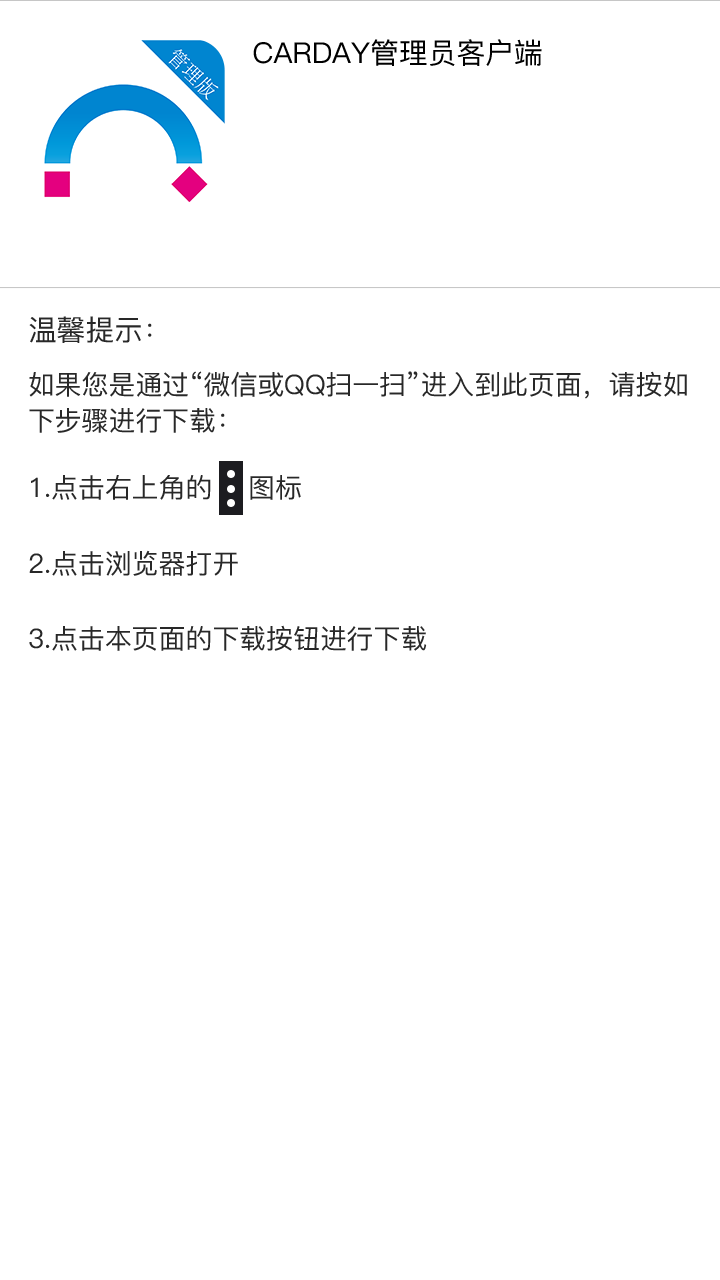 管理版
CARDAY管理员客户端
温馨提示：
如果您是通过“微信或QQ扫一扫”进入到此页面，请按如
下步骤进行下载：
1.点击右上角的 图标
2.点击浏览器打开
3.点击本页面的下载按钮进行下载